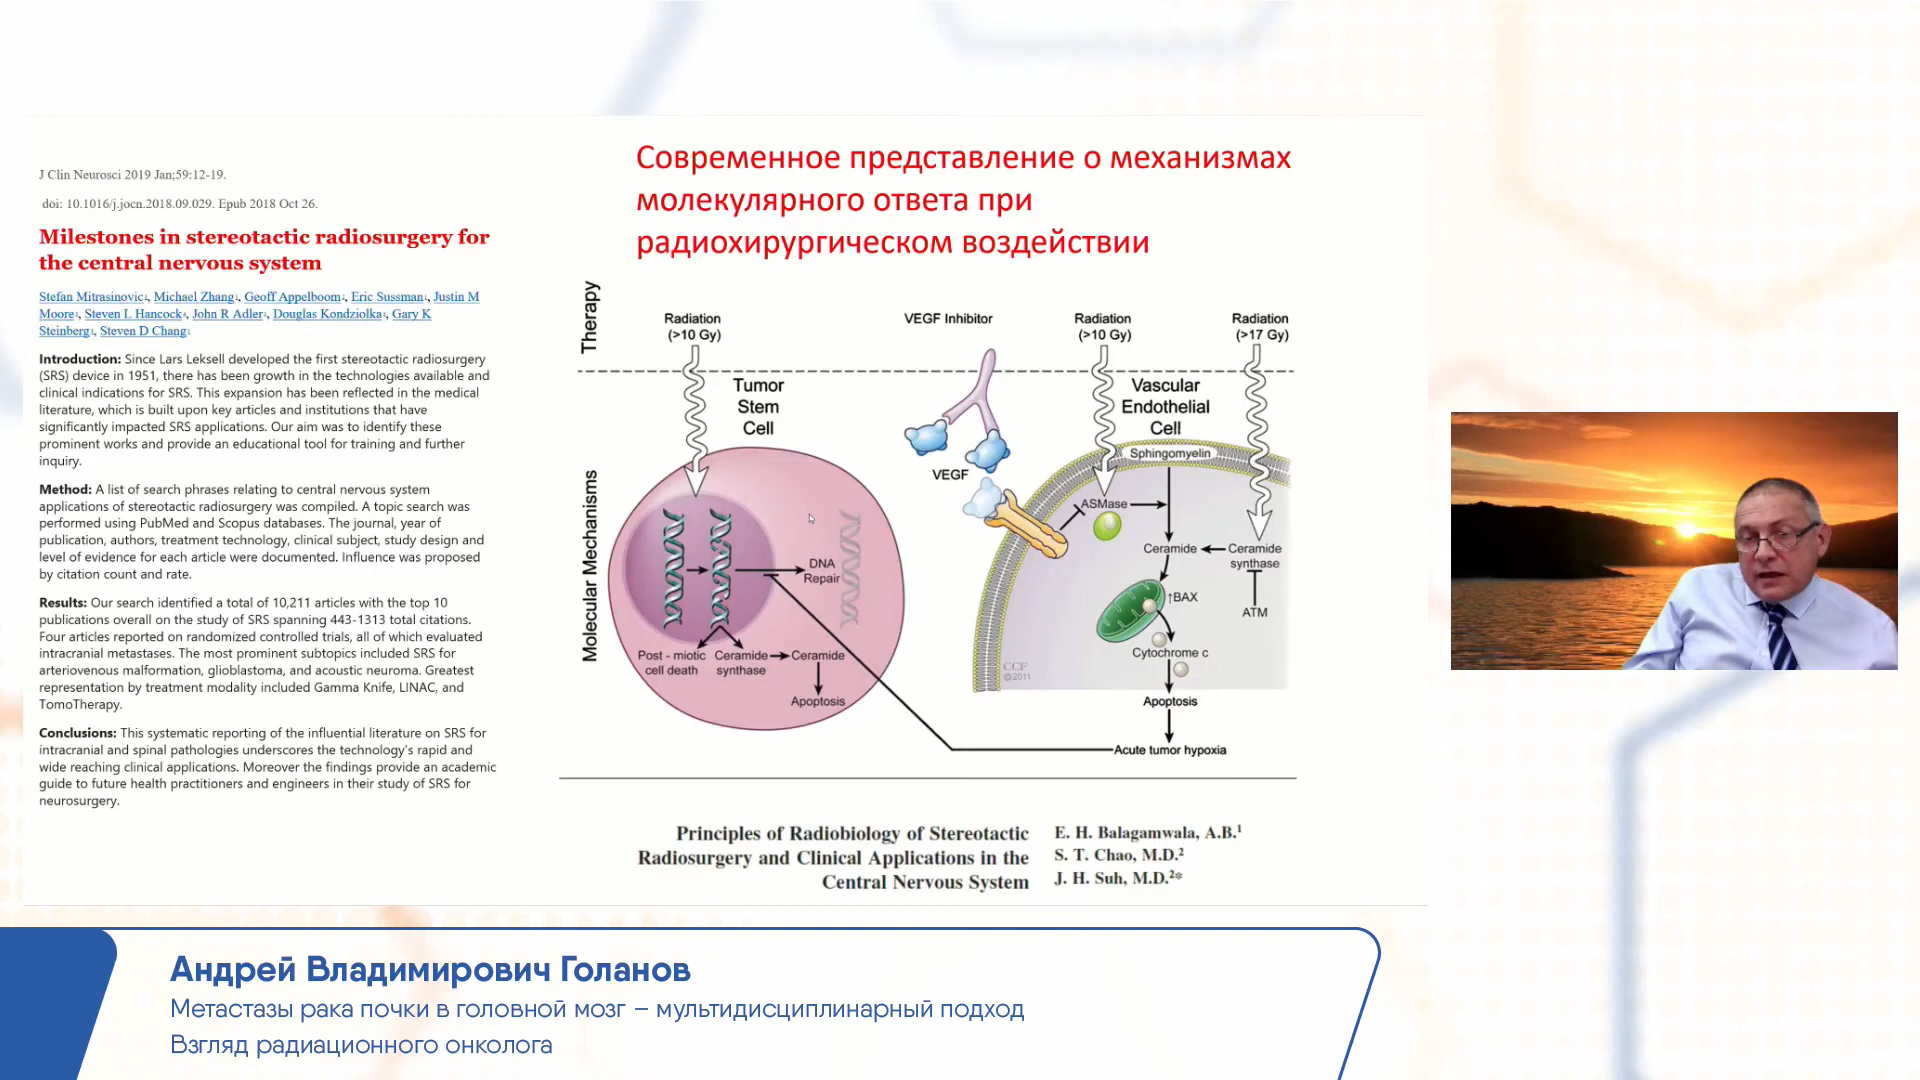 J Clin Neurosci 2019 Jan;59:12-19.
doi: 10.1016/j.jocn.2018.09.029. Epub 2018 Oct 26.
Milestones in stereotactic radiosurgery for
the central nervous system
Stefan Mitrasinovic1, Michael Zhang1, Geoff Appelboom1, Eric Sussman1, Justin M
Moore1, Steven L Hancock1, John R Adler1, Douglas Kondziolka1, Gary K
Steinberg1, Steven D Chang1
Introduction: Since Lars Leksell developed the first stereotactic radiosurgery
(SRS) device in 1951, there has been growth in the technologies available and
clinical indications for SRS. This expansion has been reflected in the medical
literature, which is built upon key articles and institutions that have
significantly impacted SRS applications. Our aim was to identify these
prominent works and provide an educational tool for training and further
inquiry.
Method: A list of search phrases relating to central nervous system
applications of stereotactic radiosurgery was compiled. A topic search was
performed using PubMed and Scopus databases. The journal, year of
publication, authors, treatment technology, clinical subject, study design and
level of evidence for each article were documented. Influence was proposed
by citation count and rate.
Results: Our search identified a total of 10,211 articles with the top 10
publications overall on the study of SRS spanning 443-1313 total citations.
Four articles reported on randomized controlled trials, all of which evaluated
intracranial metastases. The most prominent subtopics included SRS for
arteriovenous malformation, glioblastoma, and acoustic neuroma. Greatest
representation by treatment modality included Gamma Knife, LINAC, and
TomoTherapy.
Conclusions: This systematic reporting of the influential literature on SRS for
intracranial and spinal pathologies underscores the technology's rapid and
wide reaching clinical applications. Moreover the findings provide an academic
guide to future health practitioners and engineers in their study of SRS for
neurosurgery.
Современное представление о механизмах
молекулярного ответа при
радиохирургическом воздействии
Therapy
Radiation
(>10 Gy)
VEGF Inhibitor
Radiation
(>10 Gy)
Radiation
(>17 Gy)
Molecular Mechanisms
Tumor
Stem
Cell
Vascular
Endothelial
Cell
Sphingomyelin
VEGF
ASMase
Ceramide
Ceramide
synthase
DNA
Repair
↑BAX
ATM
Post - miotic
cell death
Ceramide
synthase
Ceramide
Cytochrome c
CCF
©2011
Apoptosis
Apoptosis
Acute tumor hypoxia
Principles of Radiobiology of Stereotactic
Radiosurgery and Clinical Applications in the
Central Nervous System
E. H. Balagamwala, A.B.1
S. T. Chao, M.D.2
J. H. Suh, M.D.2*
Андрей Владимирович Голанов
Метастазы рака почки в головной мозг – мультидисциплинарный подход
Взгляд радиационного онколога